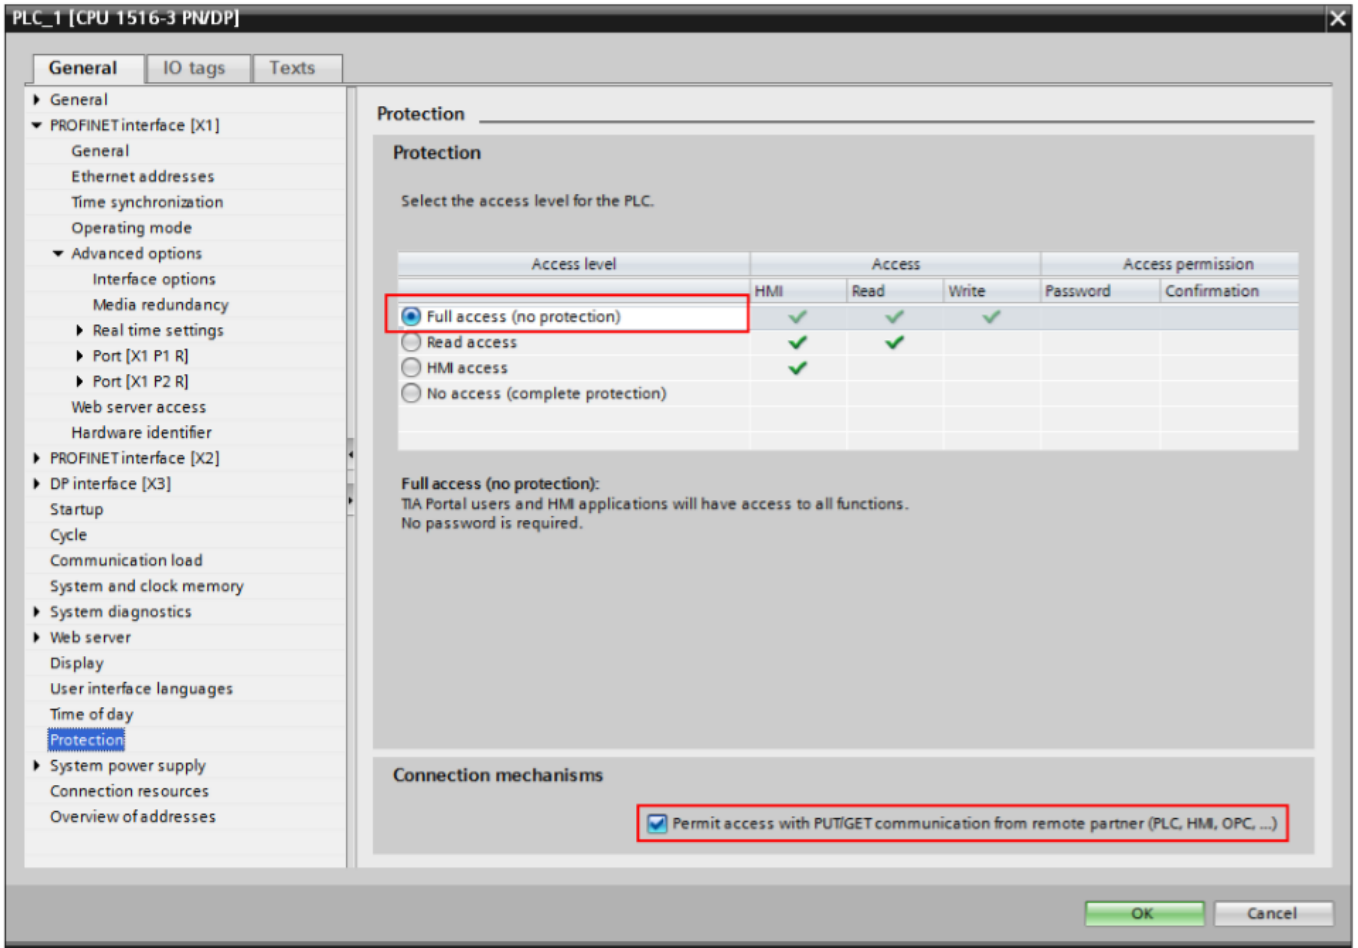 PLC_1 [CPU 1516-3 PN/DP]
General IO tags Texts
General
PROFINET interface [X1]
General
Ethernet addresses
Time synchronization
Operating mode
Advanced options
Interface options
Media redundancy
Real time settings
Port [X1 P1 R]
Port [X1 P2 R]
Web server access
Hardware identifier
PROFINET interface [X2]
DP interface [X3]
Startup
Cycle
Communication load
System and clock memory
System diagnostics
Web server
Display
User interface languages
Time of day
Protection
System power supply
Connection resources
Overview of addresses
Protection
Protection
Select the access level for the PLC.
Access level Access Access permission
HMI Read Write Password Confirmation
Full access (no protection)
Read access
HMI access
No access (complete protection)
Full access (no protection):
TIA Portal users and HMI applications will have access to all functions.
No password is required.
Connection mechanisms
Permit access with PUT/GET communication from remote partner (PLC, HMI, OPC, ...)
OK Cancel